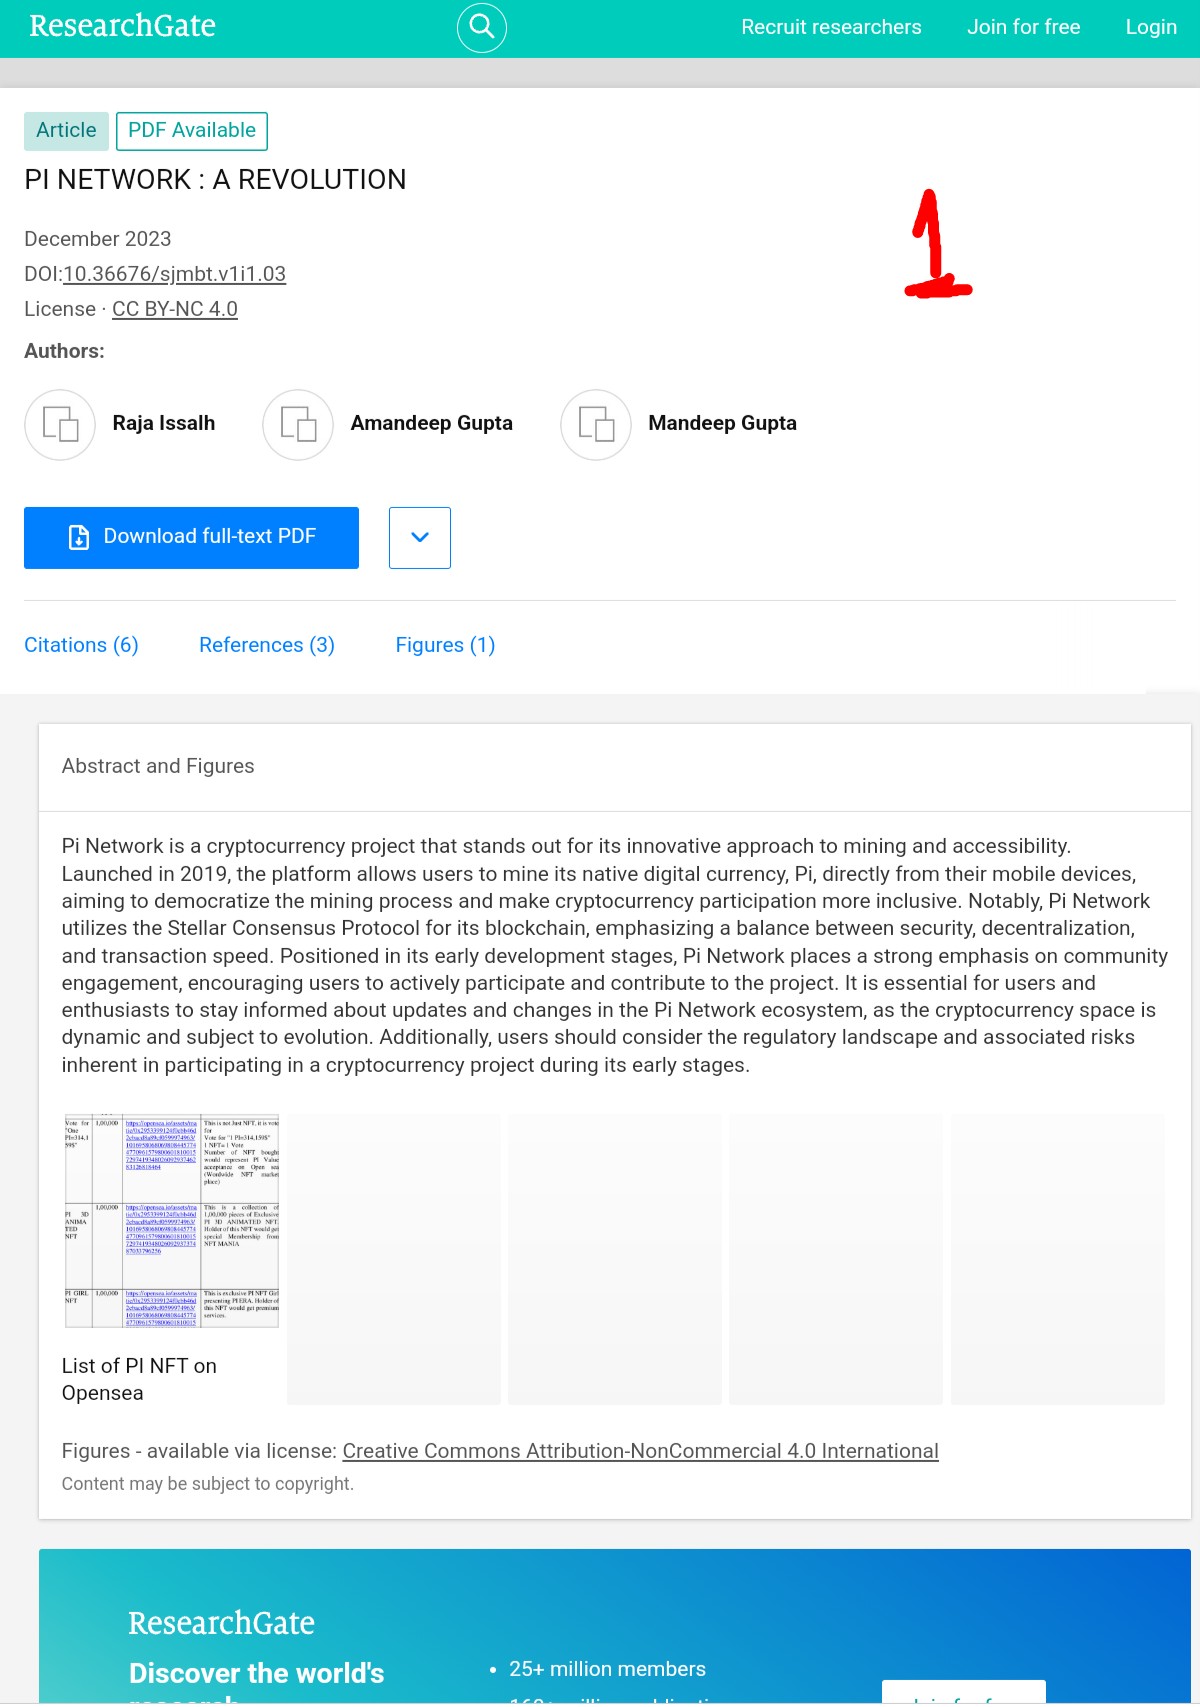 ResearchGate
Recruit researchers
Join for free
Login
Article
PDF Available
PI NETWORK : A REVOLUTION
1
December 2023
DOI:10.36676/sjmbt.v1i1.03
License · CC BY-NC 4.0
Authors:
Raja Issalh
Amandeep Gupta
Mandeep Gupta
Download full-text PDF
Citations (6)
References (3)
Figures (1)
Abstract and Figures
Pi Network is a cryptocurrency project that stands out for its innovative approach to mining and accessibility.
Launched in 2019, the platform allows users to mine its native digital currency, Pi, directly from their mobile devices,
aiming to democratize the mining process and make cryptocurrency participation more inclusive. Notably, Pi Network
utilizes the Stellar Consensus Protocol for its blockchain, emphasizing a balance between security, decentralization,
and transaction speed. Positioned in its early development stages, Pi Network places a strong emphasis on community
engagement, encouraging users to actively participate and contribute to the project. It is essential for users and
enthusiasts to stay informed about updates and changes in the Pi Network ecosystem, as the cryptocurrency space is
dynamic and subject to evolution. Additionally, users should consider the regulatory landscape and associated risks
inherent in participating in a cryptocurrency project during its early stages.
Vote for
"One
PI=314,1
59$"
1,00,000
This is not Just NFT, it is vote
for
Vote for "1 PI=314,159$"
1 NFT= 1 Vote
Number of NFT bought
would represent PI Value
acceptance on Open sea
(Wordwide NFT market
place)
PI 3D
ANIMA
TED
NFT
1,00,000
This is a collection of
1,00,000 pieces of Exclusive
PI 3D ANIMATED NFT.
Holder of this NFT would get
special Membership from
NFT MANIA
PI GIRL
NFT
1,00,000
This is exclusive PI NFT Girl
presenting PI ERA. Holder of
this NFT would get premium
services.
List of PI NFT on
Opensea
Figures - available via license: Creative Commons Attribution-NonCommercial 4.0 International
Content may be subject to copyright.
ResearchGate
Discover the world's
• 25+ million members